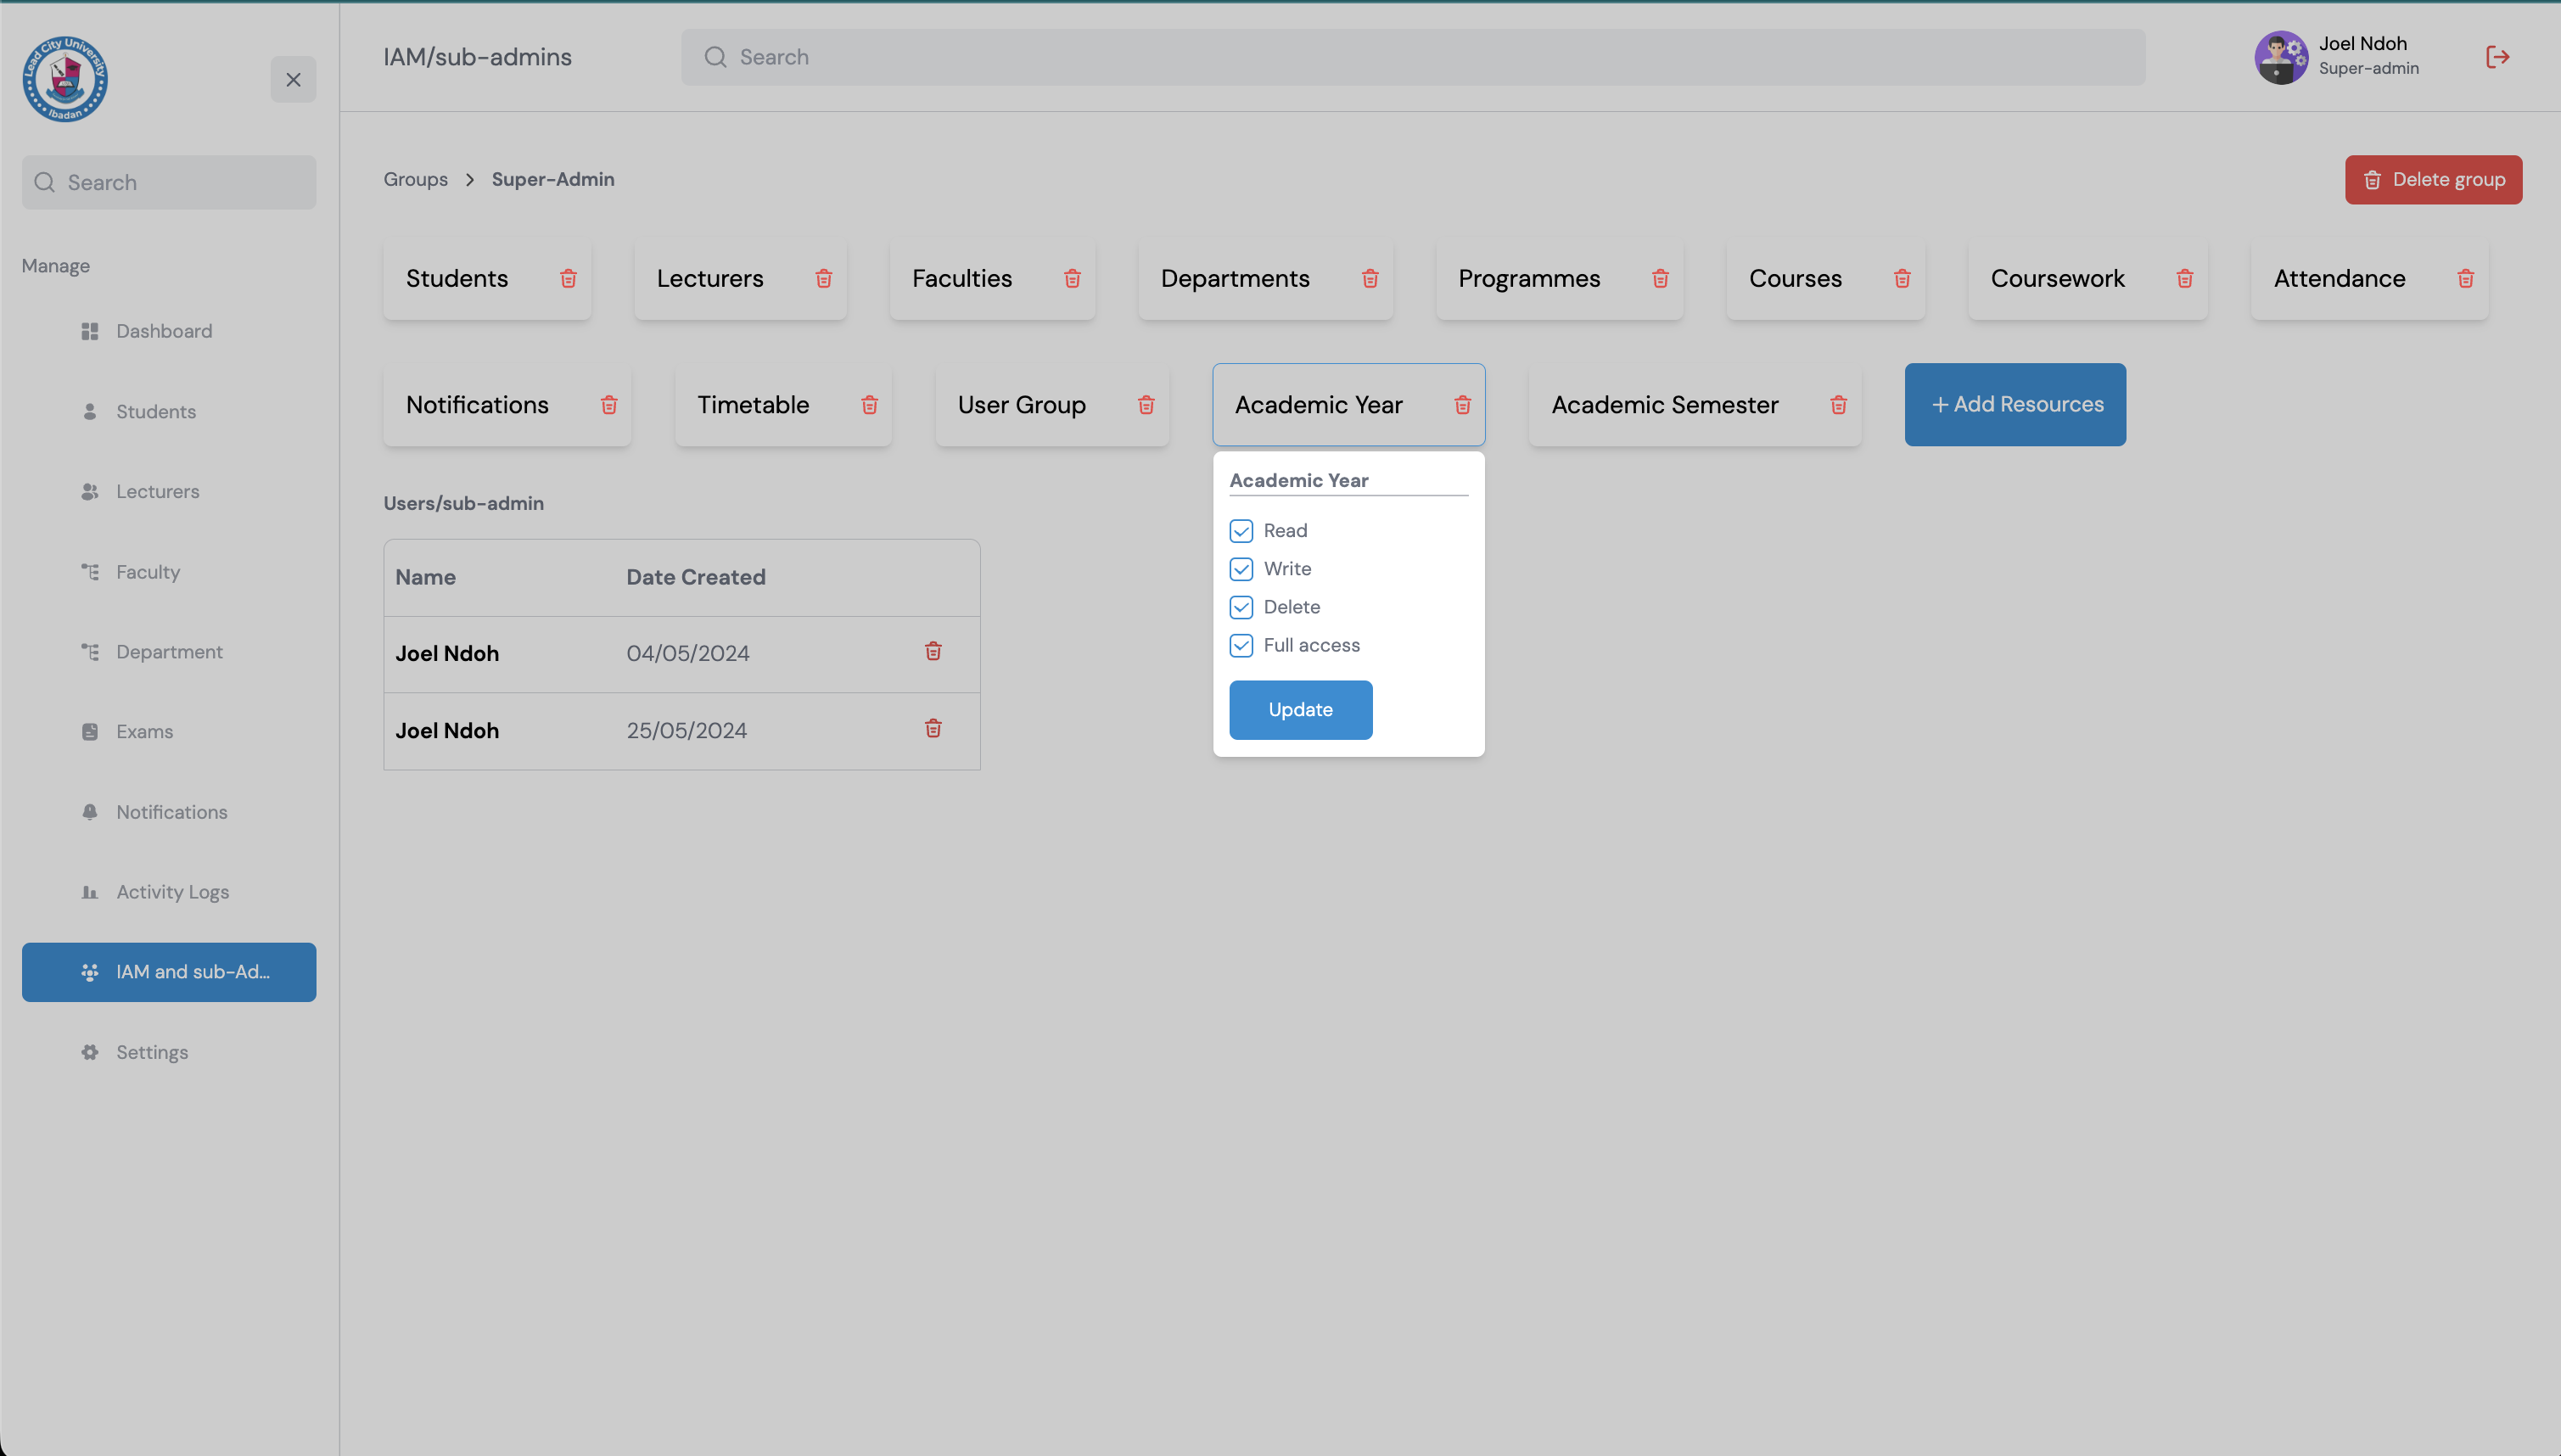 Lead City University
Ibadan
IAM/sub-admins
Search
Joel Ndoh
Super-admin
Search
Manage
Dashboard
Students
Lecturers
Faculty
Department
Exams
Notifications
Activity Logs
IAM and sub-Ad...
Settings
Groups > Super-Admin
Delete group
Students
Lecturers
Faculties
Departments
Programmes
Courses
Coursework
Attendance
Notifications
Timetable
User Group
Academic Year
Academic Semester
+ Add Resources
Academic Year
Read
Write
Delete
Full access
Update
Users/sub-admin
Name Date Created
Joel Ndoh 04/05/2024
Joel Ndoh 25/05/2024